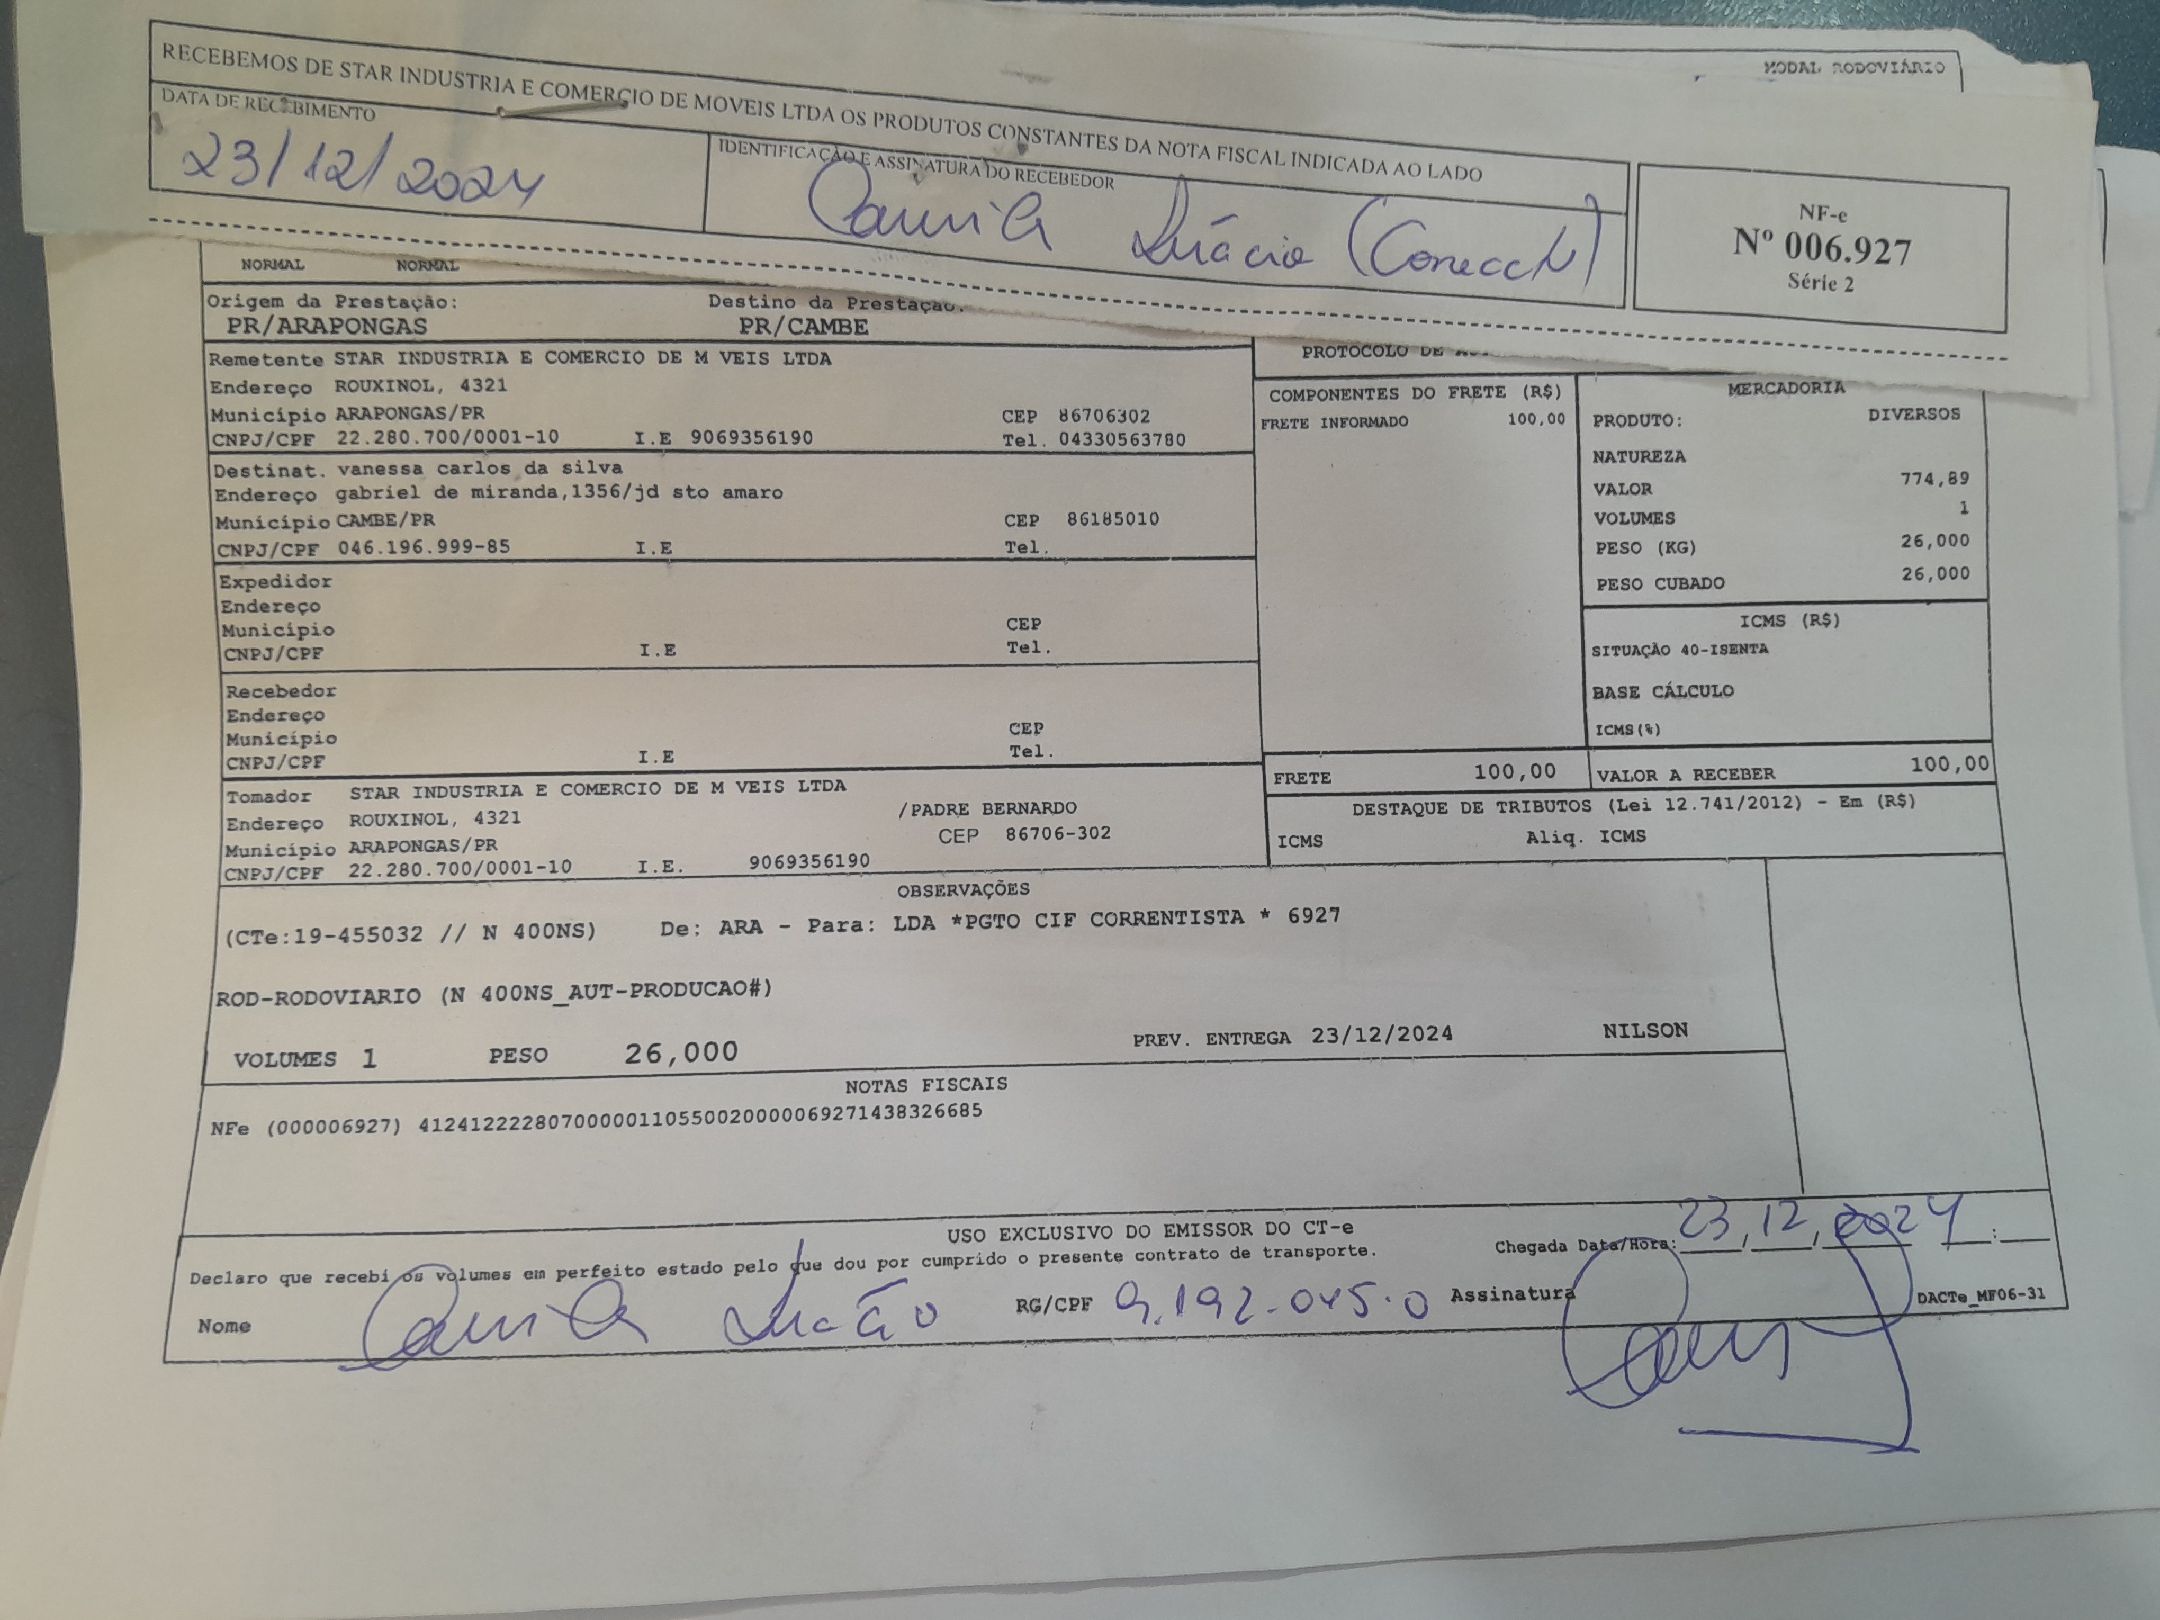 MODAL RODOVIÁRIO
RECEBEMOS DE STAR INDUSTRIA E COMERCIO DE MOVEIS LTDA OS PRODUTOS CONSTANTES DA NOTA FISCAL INDICADA AO LADO
DATA DE RECEBIMENTO
23/12/2024
IDENTIFICAÇÃO E ASSINATURA DO RECEBEDOR
Camila
NF-e
Nº 006.927
Série 2
NORMAL NORMAL
Origem da Prestação: Destino da Prestação.
PR/ARAPONGAS PR/CAMBE
Remetente STAR INDUSTRIA E COMERCIO DE M VEIS LTDA
Endereço ROUXINOL, 4321
Município ARAPONGAS/PR CEP 86706302
CNPJ/CPF 22.280.700/0001-10 I.E 9069356190 Tel. 04330563780
Destinat. vanessa carlos da silva
Endereço gabriel de miranda,1356/jd sto amaro
Município CAMBE/PR CEP 86185010
CNPJ/CPF 046.196.999-85 I.E Tel.
Expedidor
Endereço
Município CEP
CNPJ/CPF I.E Tel.
Recebedor
Endereço
Município CEP
CNPJ/CPF I.E Tel.
Tomador STAR INDUSTRIA E COMERCIO DE M VEIS LTDA
Endereço ROUXINOL, 4321 /PADRE BERNARDO
Município ARAPONGAS/PR CEP 86706-302
CNPJ/CPF 22.280.700/0001-10 I.E. 9069356190
PROTOCOLO DE
COMPONENTES DO FRETE (R$)
FRETE INFORMADO 100,00
MERCADORIA
PRODUTO: DIVERSOS
NATUREZA
VALOR 774,89
VOLUMES 1
PESO (KG) 26,000
PESO CUBADO 26,000
ICMS (R$)
SITUAÇÃO 40-ISENTA
BASE CÁLCULO
ICMS(%)
FRETE 100,00 VALOR A RECEBER 100,00
DESTAQUE DE TRIBUTOS (Lei 12.741/2012) - Em (R$)
ICMS Aliq. ICMS
OBSERVAÇÕES
(CTe:19-455032 // N 400NS) De: ARA - Para: LDA *PGTO CIF CORRENTISTA * 6927
ROD-RODOVIARIO (N 400NS_AUT-PRODUCAO#)
VOLUMES 1 PESO 26,000 PREV. ENTREGA 23/12/2024 NILSON
NOTAS FISCAIS
NFe (000006927) 41241222280700000110550020000069271438326685
USO EXCLUSIVO DO EMISSOR DO CT-e
Declaro que recebi os volumes em perfeito estado pelo que dou por cumprido o presente contrato de transporte.
Chegada Data/Hora: 23,12,2024 :
Nome Camila RG/CPF 9.192.045-0 Assinatura
DACTe_MF06-31